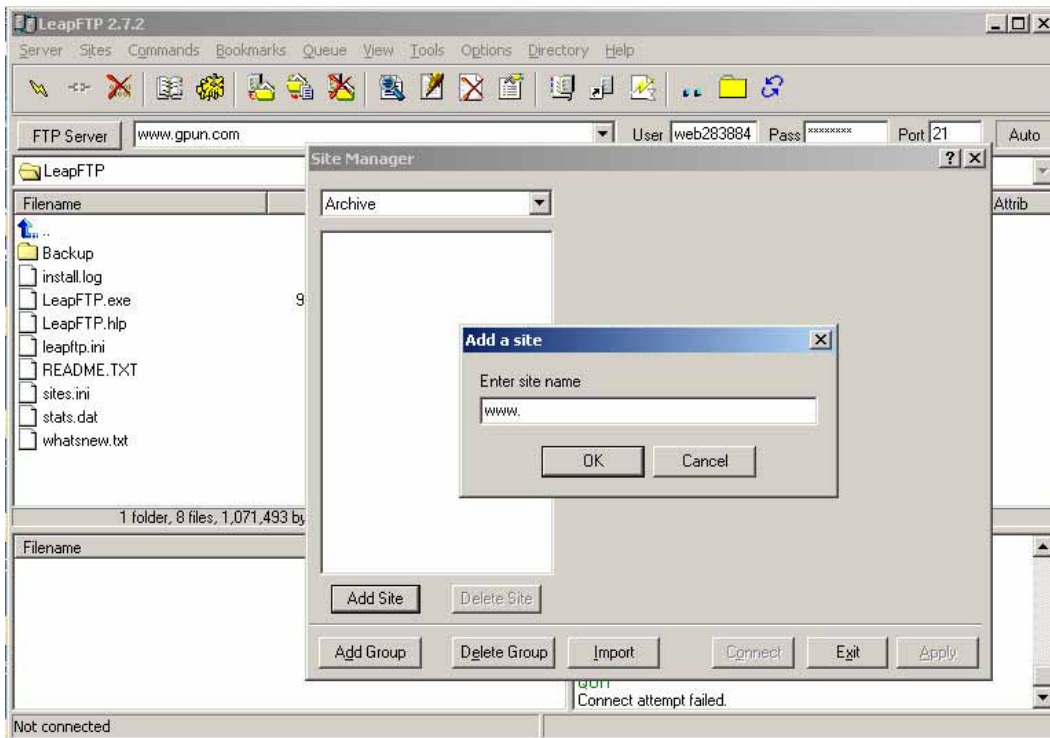 LeapFTP 2.7.2
Server Sites Commands Bookmarks Queue View Tools Options Directory Help
FTP Server www.gpun.com User web283884 Pass xxxxxxxx Port 21 Auto
LeapFTP
Site Manager
Filename
Archive
Attrib
..
Backup
install.log
LeapFTP.exe 9
LeapFTP.hlp
leapftp.ini
README.TXT
sites.ini
stats.dat
whatsnew.txt
Add a site
Enter site name
www.
OK Cancel
1 folder, 8 files, 1,071,493 by
Filename
Add Site Delete Site
Add Group Delete Group Import Connect Exit Apply
QUIT
Connect attempt failed.
Not connected